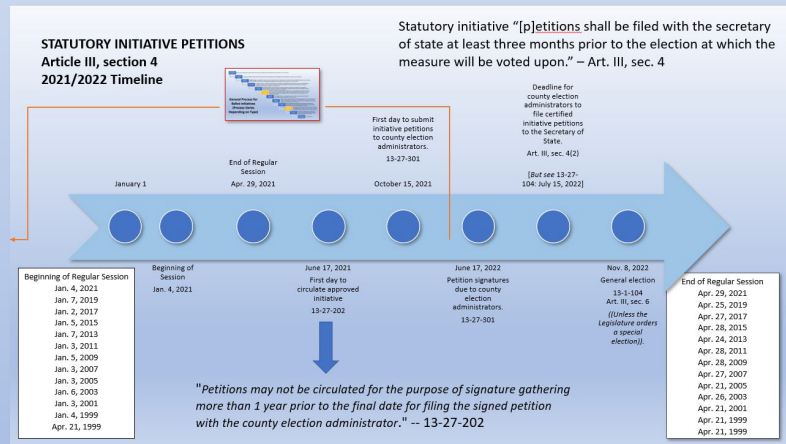 STATUTORY INITIATIVE PETITIONS
Article III, section 4
2021/2022 Timeline
Statutory initiative “[p]etitions shall be filed with the secretary
of state at least three months prior to the election at which the
measure will be voted upon.” – Art. III, sec. 4
General Process for
Ballot Initiatives
(Process Varies
Depending on Type)
January 1
End of Regular
Session
Apr. 29, 2021
First day to submit
initiative petitions
to county election
administrators.
13-27-301
October 15, 2021
Deadline for
county election
administrators to
file certified
initiative petitions
to the Secretary of
State.
Art. III, sec. 4(2)
[But see 13-27-
104: July 15, 2022]
Beginning of
Session
Jan. 4, 2021
June 17, 2021
First day to
circulate approved
initiative
13-27-202
June 17, 2022
Petition signatures
due to county
election
administrators.
13-27-301
Nov. 8, 2022
General election
13-1-104
Art. III, sec. 6
((Unless the
Legislature orders
a special
election)).
Beginning of Regular Session
Jan. 4, 2021
Jan. 7, 2019
Jan. 2, 2017
Jan. 5, 2015
Jan. 7, 2013
Jan. 3, 2011
Jan. 5, 2009
Jan. 3, 2007
Jan. 3, 2005
Jan. 6, 2003
Jan. 3, 2001
Jan. 4, 1999
Apr. 21, 1999
"Petitions may not be circulated for the purpose of signature gathering
more than 1 year prior to the final date for filing the signed petition
with the county election administrator." -- 13-27-202
End of Regular Session
Apr. 29, 2021
Apr. 25, 2019
Apr. 27, 2017
Apr. 28, 2015
Apr. 24, 2013
Apr. 28, 2011
Apr. 28, 2009
Apr. 27, 2007
Apr. 21, 2005
Apr. 26, 2003
Apr. 21, 2001
Apr. 21, 1999
Apr. 21, 1999